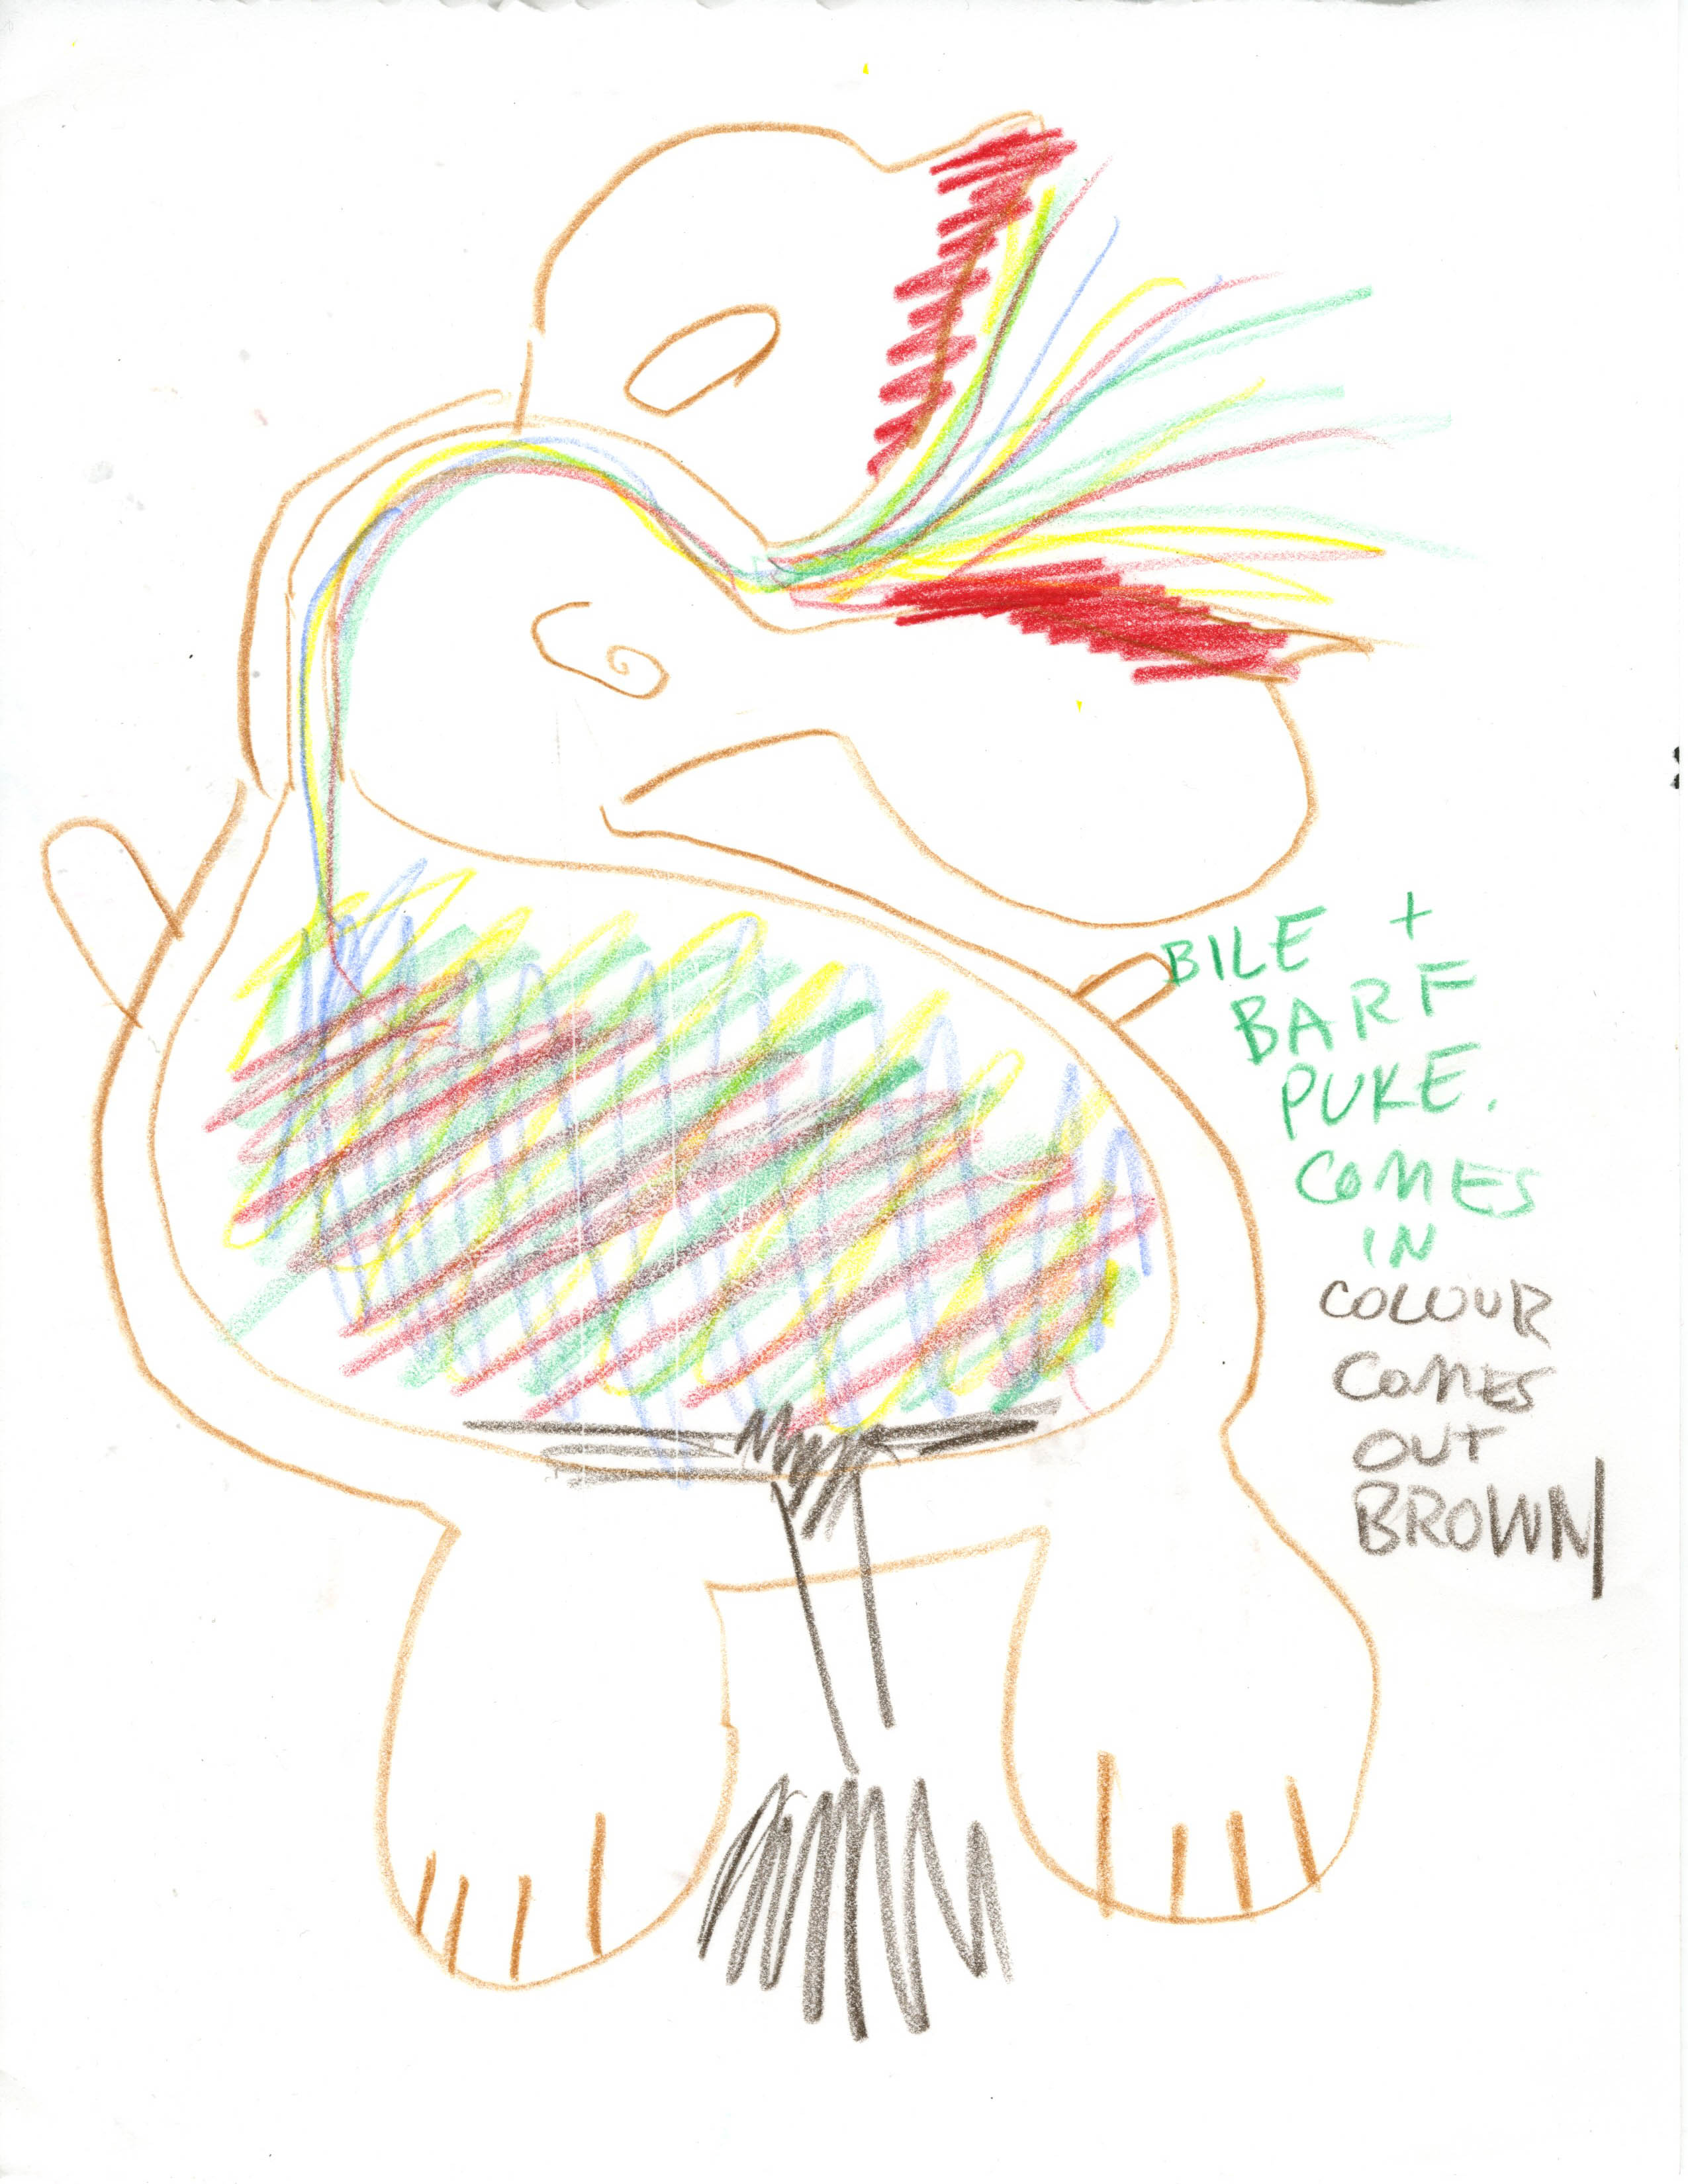 BILE +
BARF
PUKE.
COMES
IN
COLOUR
COMES
OUT
BROWN